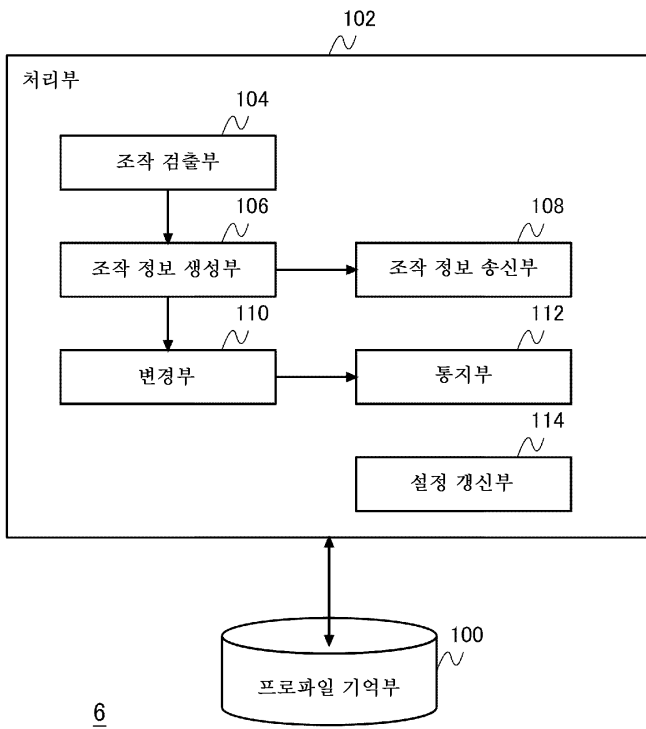 102
처리부
104
조작 검출부
106
조작 정보 생성부
108
조작 정보 송신부
110
변경부
112
통지부
114
설정 갱신부
100
프로파일 기억부
6